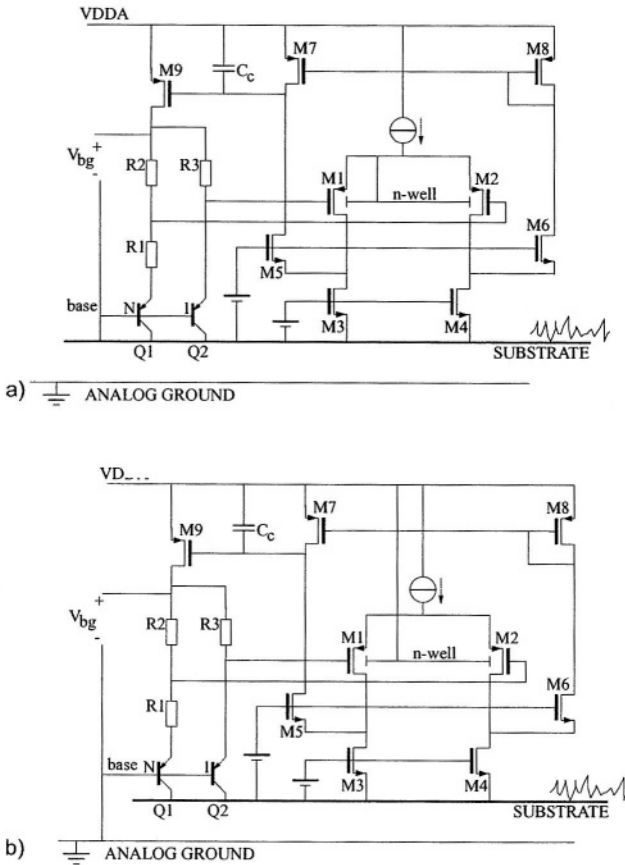 VDDA
M7
M8
M9
Cc
Vbg
+
-
R2
R3
M1
M2
n-well
R1
M6
M5
base
N
1
M3
M4
Q1
Q2
SUBSTRATE
a)
ANALOG GROUND
M7
M8
M9
Cc
Vbg
+
-
R2
R3
M1
M2
n-well
R1
M6
M5
base
N
M3
M4
Q1
Q2
SUBSTRATE
b)
ANALOG GROUND